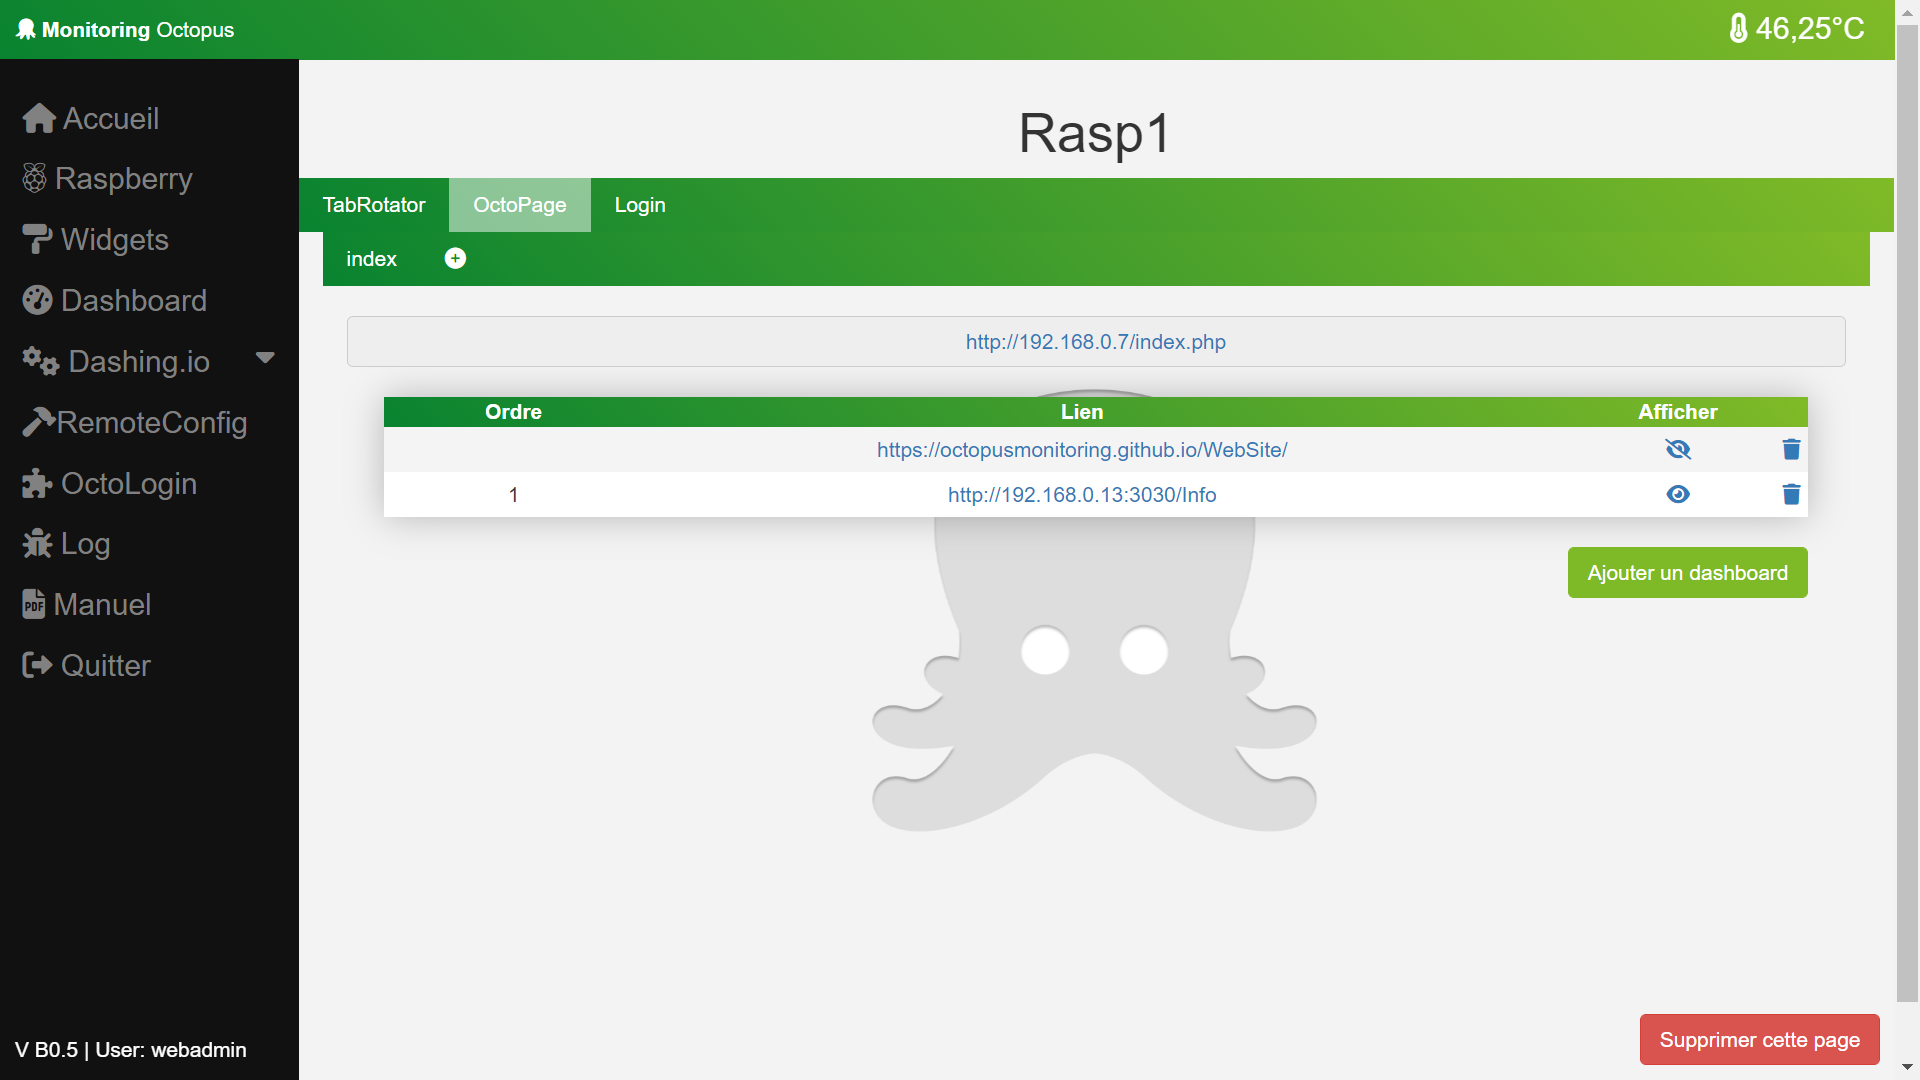 Monitoring Octopus
46,25°C
Accueil
Raspberry
Widgets
Dashboard
Dashing.io
RemoteConfig
OctoLogin
Log
PDF Manuel
Quitter
V B0.5 | User: webadmin
Rasp1
TabRotator OctoPage Login
index
http://192.168.0.7/index.php
Ordre Lien Afficher
https://octopusmonitoring.github.io/WebSite/
1 http://192.168.0.13:3030/Info
Ajouter un dashboard
Supprimer cette page